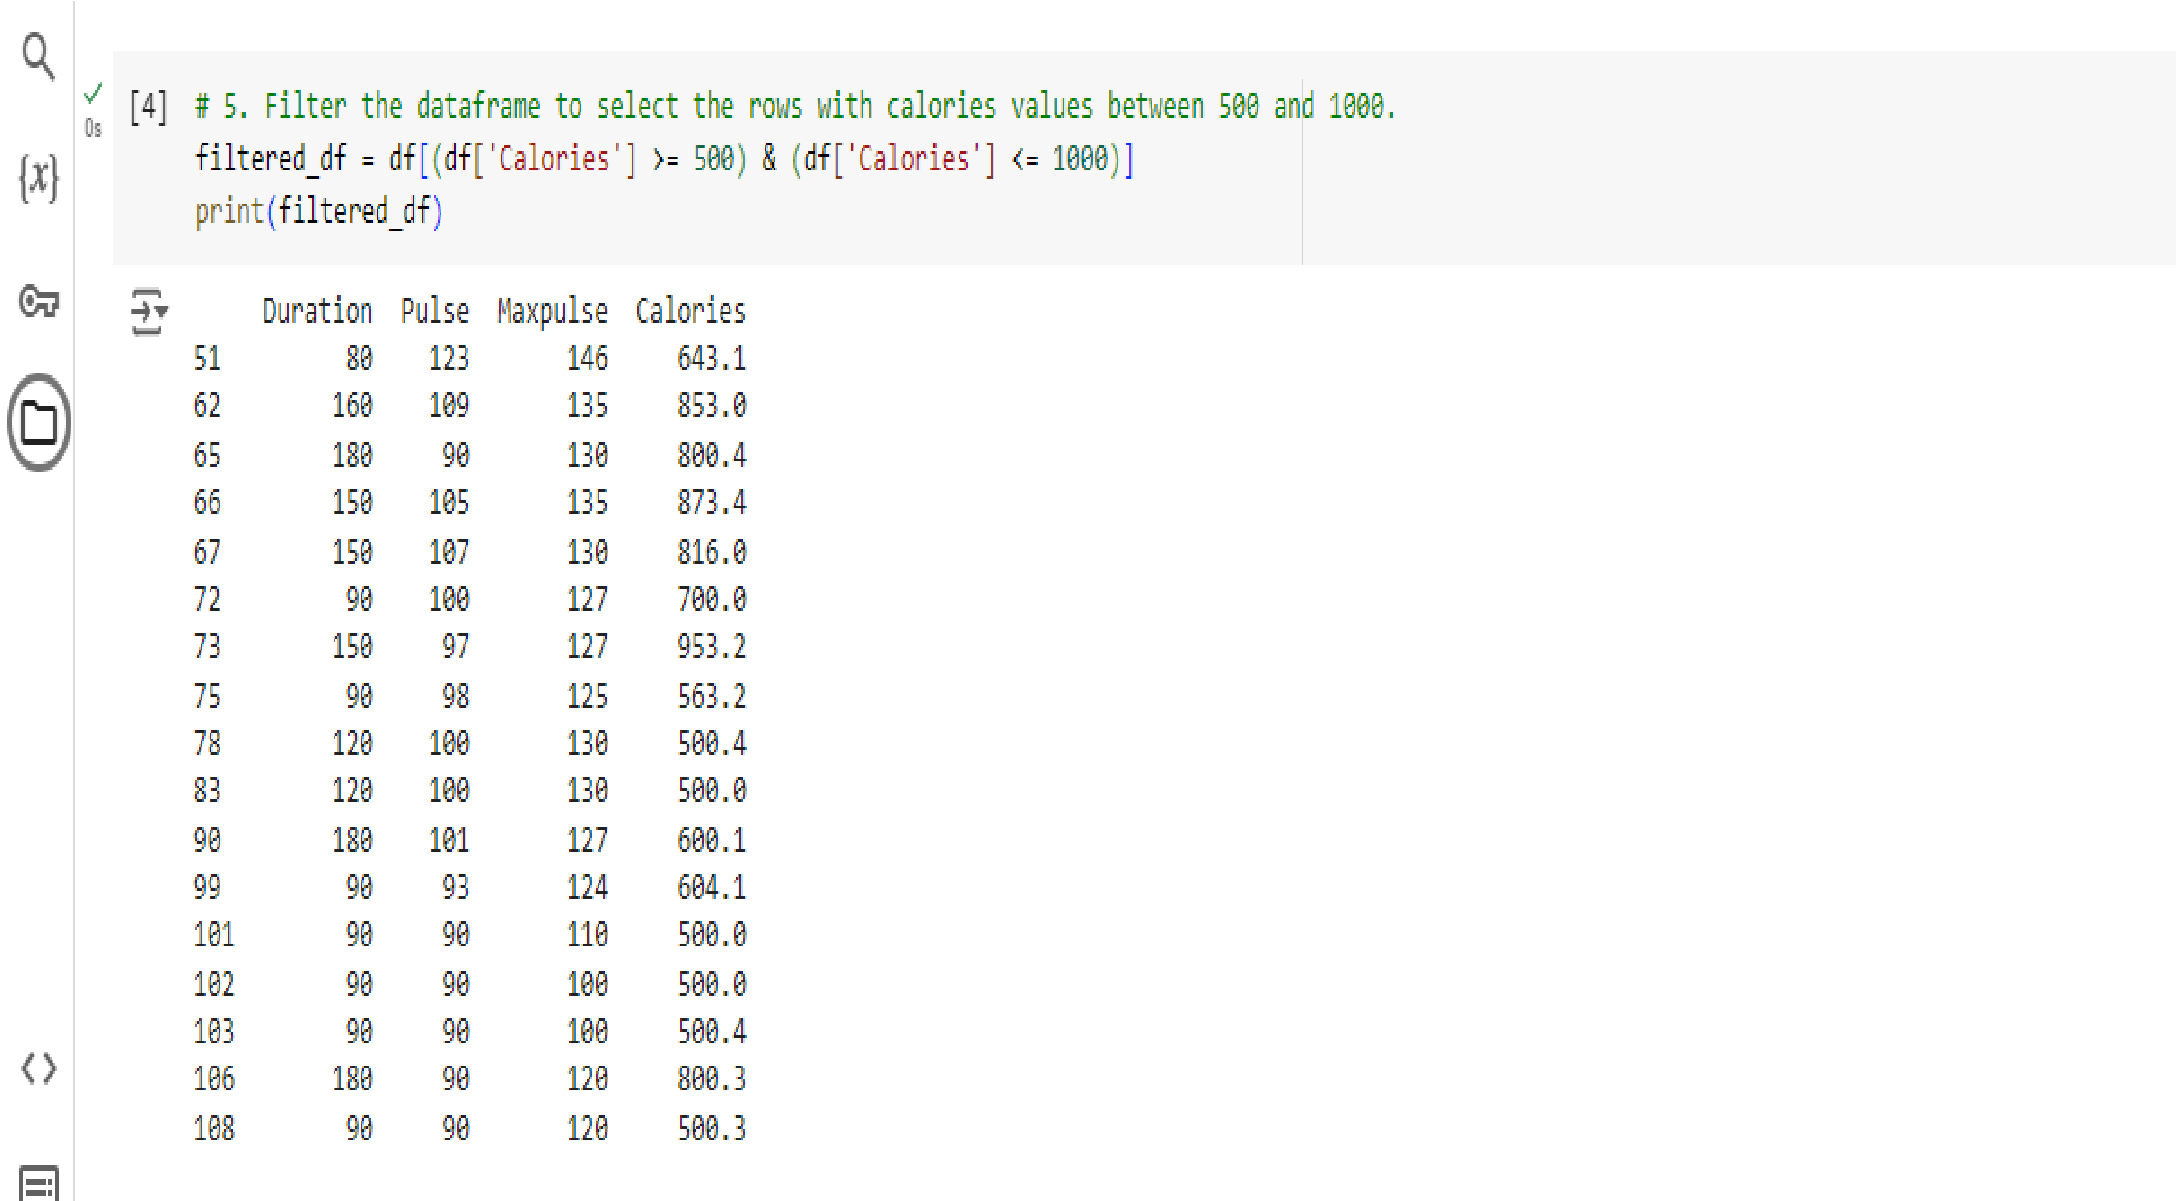 [4] # 5. Filter the dataframe to select the rows with calories values between 500 and 1000.
0s
filtered_df = df[(df['Calories'] >= 500) & (df['Calories'] <= 1000)]
{x}
print(filtered_df)
Duration Pulse Maxpulse Calories
51 80 123 146 643.1
62 160 109 135 853.0
65 180 90 130 800.4
66 150 105 135 873.4
67 150 107 130 816.0
72 90 100 127 700.0
73 150 97 127 953.2
75 90 98 125 563.2
78 120 100 130 500.4
83 120 100 130 500.0
90 180 101 127 600.1
99 90 93 124 604.1
101 90 90 110 500.0
102 90 90 100 500.0
103 90 90 100 500.4
106 180 90 120 800.3
108 90 90 120 500.3